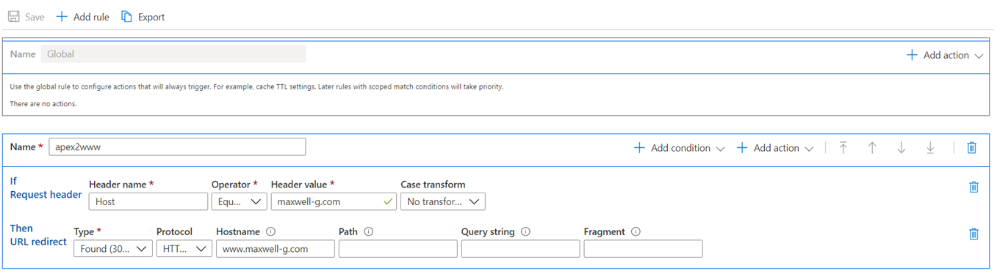 Save Add rule Export
Name Global Add action
Use the global rule to configure actions that will always trigger. For example, cache TTL settings. Later rules with scoped match conditions will take priority.
There are no actions.
Name * apex2www Add condition Add action
If
Request header
Header name * Operator * Header value * Case transform
Host Equ... maxwell-g.com No transfor...
Then
URL redirect
Type * Protocol Hostname Path Query string Fragment
Found (30... HTT... www.maxwell-g.com